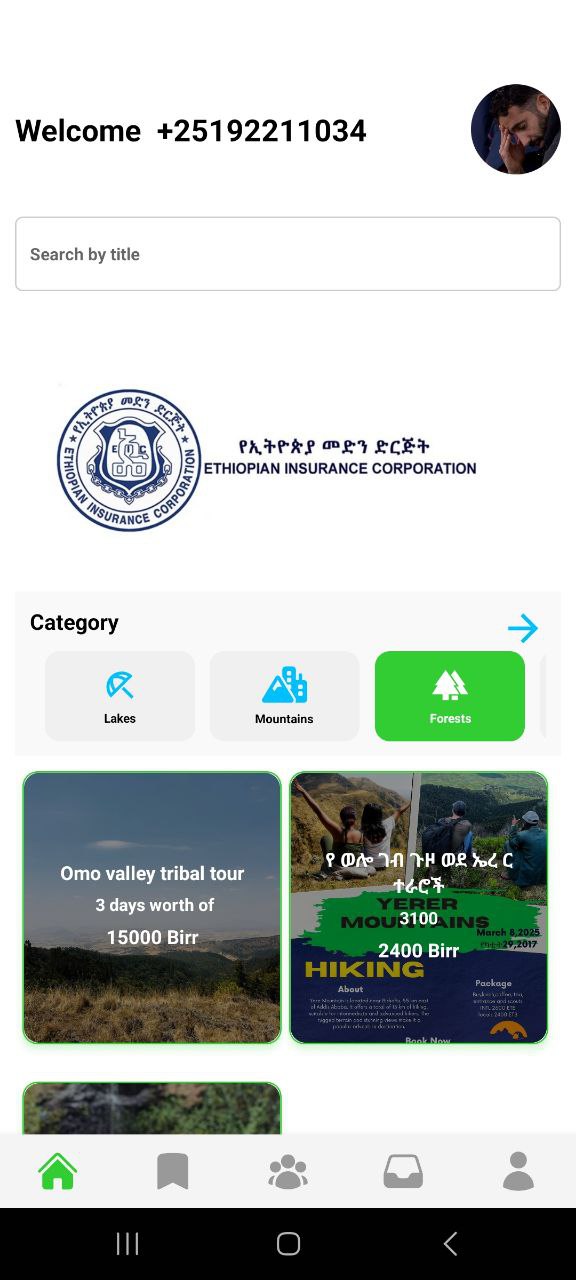 Welcome +25192211034
Search by title
የኢትዮጵያ መድን ድርጅት
ETHIOPIAN INSURANCE CORPORATION
የኢትዮጵያ መድን ድርጅት
ETHIOPIAN INSURANCE CORPORATION
Category
Lakes
Mountains
Forests
Omo valley tribal tour
3 days worth of
15000 Birr
የ ወሎ ገብ ጉዞ ወደ ኤረ ር
ተራሮች
YERER
3100
MOUNTAINS
March 8,2025
29,2017
2400 Birr
HIKING
About
Package
Book Now